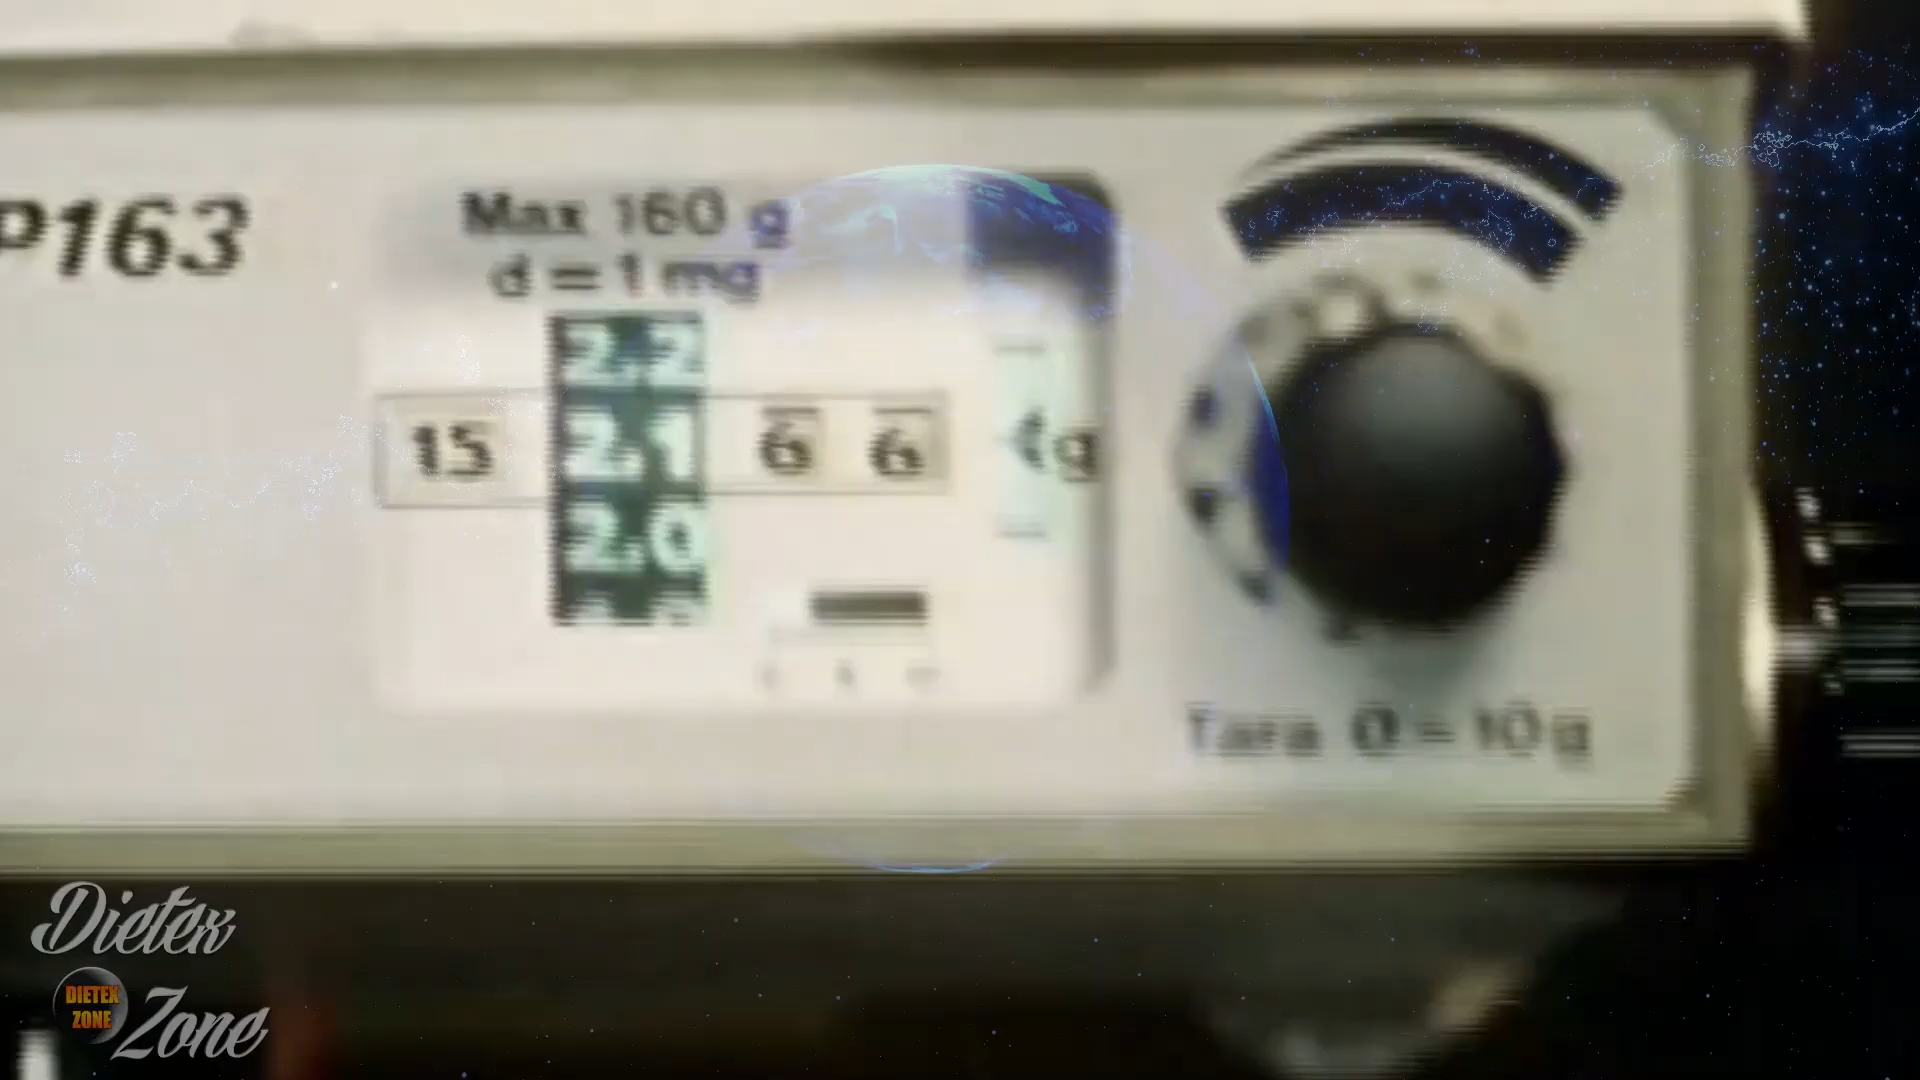 P163
Max 160 g
d = 1 mg
2.2
15 2.1 6 6 g
2.0
Tara 0 - 10 g
Dietex
DIETEX
ZONE
Zone